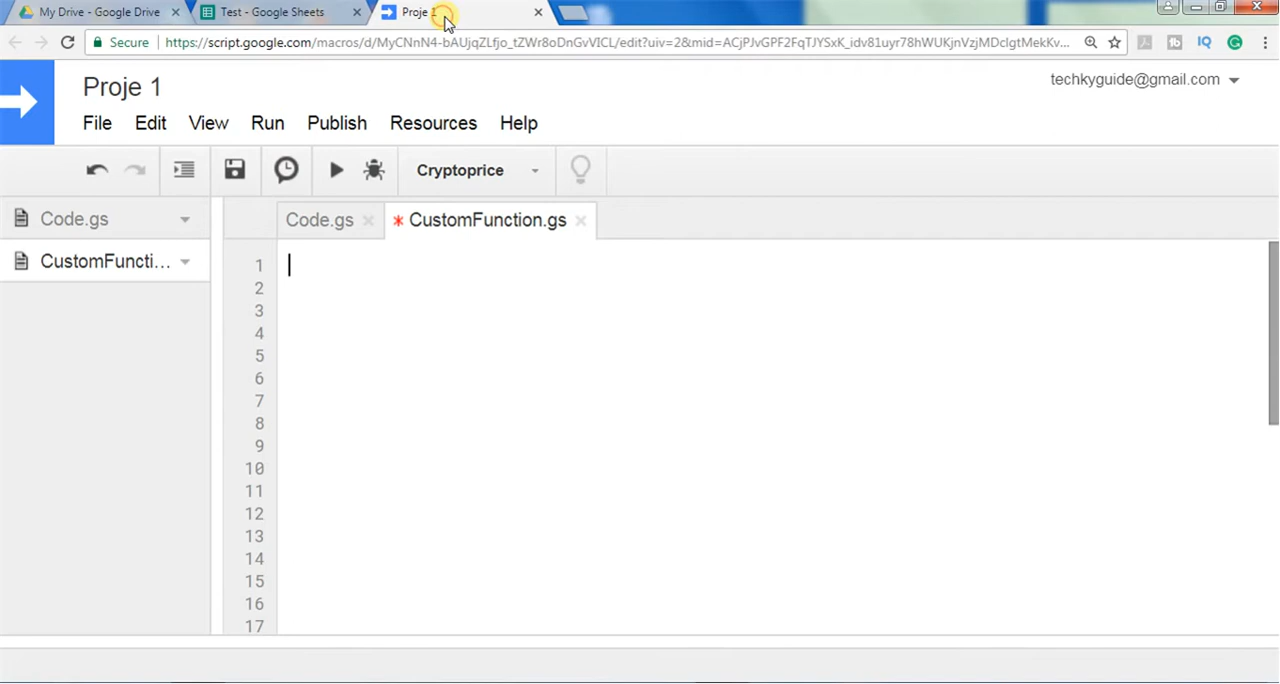 My Drive - Google Drive
Test - Google Sheets
Proje 1
Secure
https://script.google.com/macros/d/MyCNnN4-bAUjqZLfjo_tZWr8oDnGvVICL/edit?uiv=2&mid=ACjPJvGPF2FqTJYSxK_idv81uyr78hWUKjnVzjMDclgtMekKv...
Proje 1
techkyguide@gmail.com
File Edit View Run Publish Resources Help
Cryptoprice
Code.gs
CustomFuncti...
Code.gs
* CustomFunction.gs
1
2
3
4
5
6
7
8
9
10
11
12
13
14
15
16
17